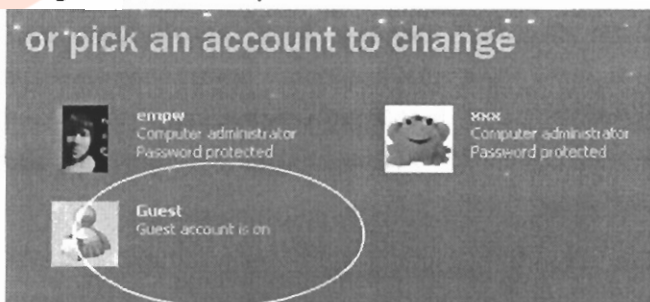 or pick an account to change
empw
Computer administrator
Password protected
xxx
Computer administrator
Password protected
Guest
Guest account is on